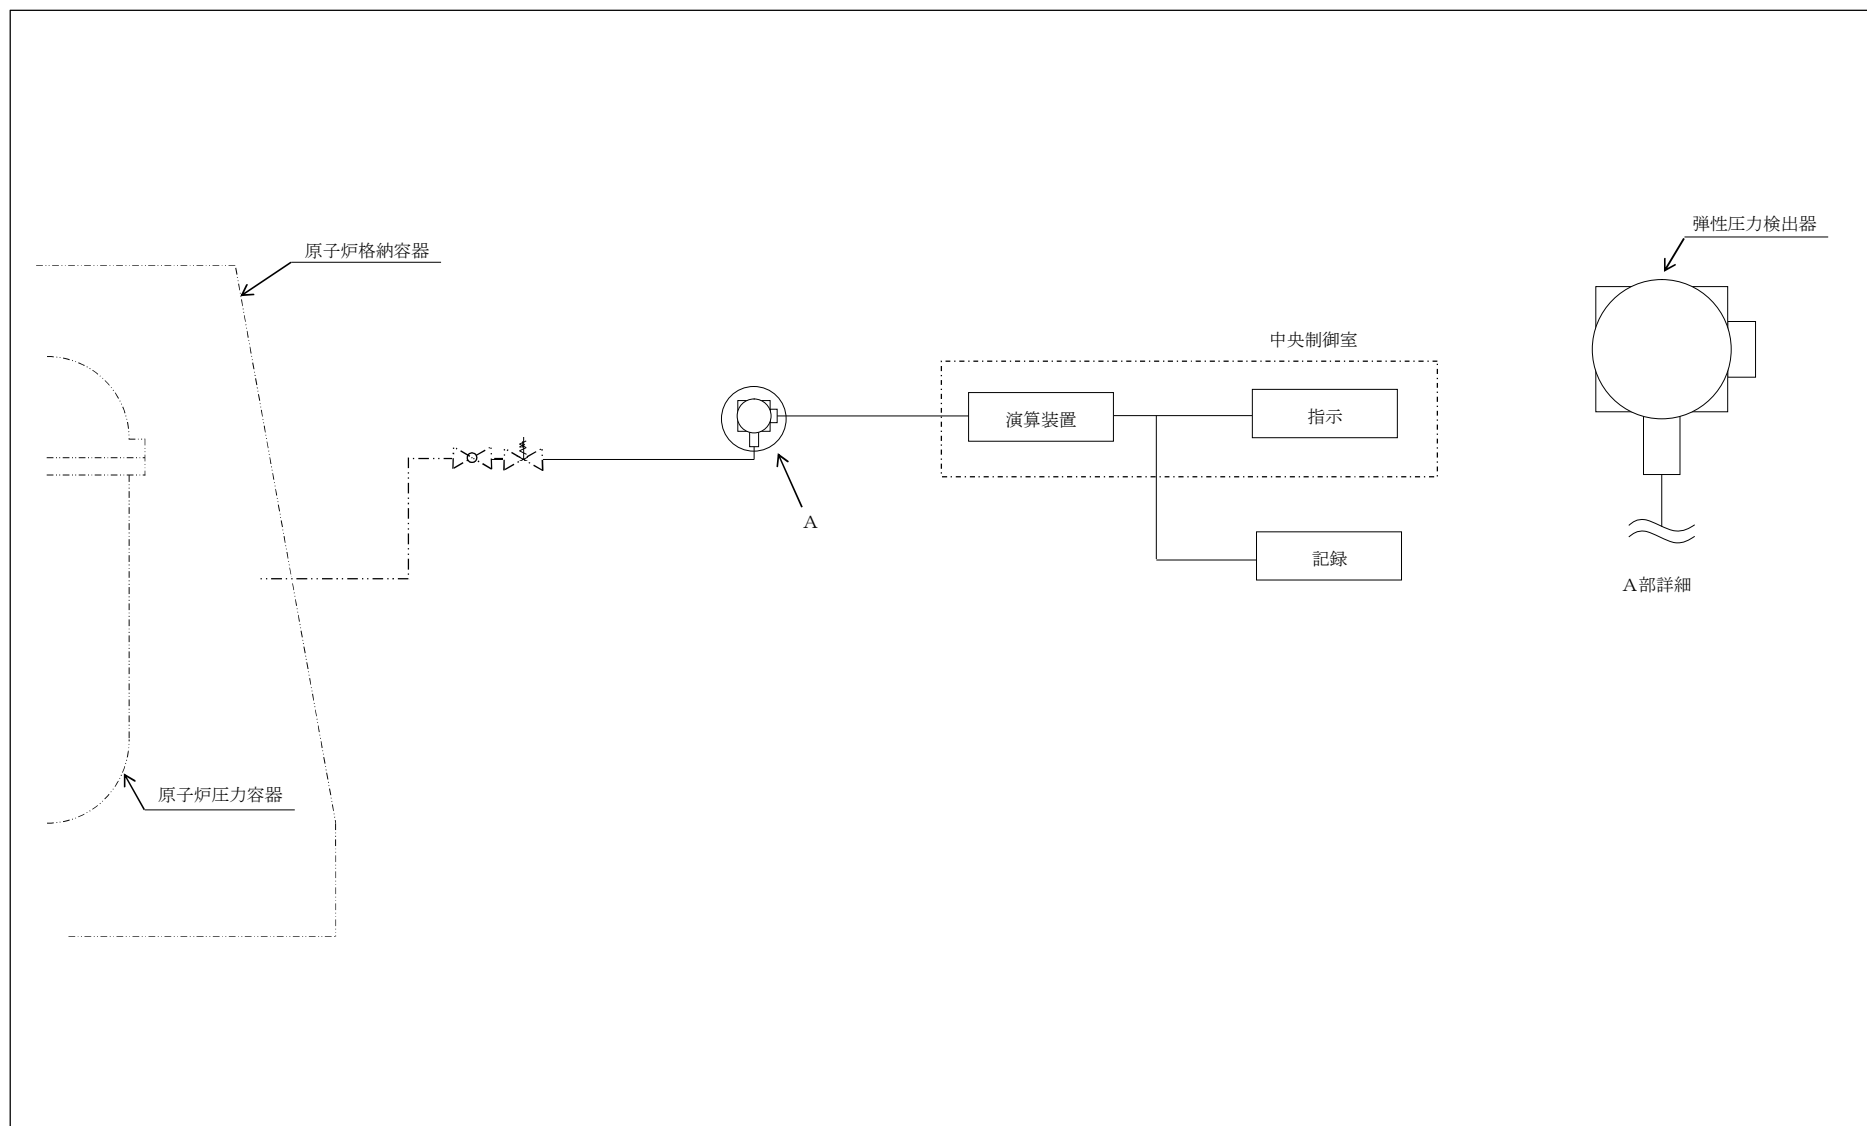 弾性圧力検出器
原子炉格納容器
中央制御室
演算装置
指示
A
記録
A部詳細
原子炉圧力容器